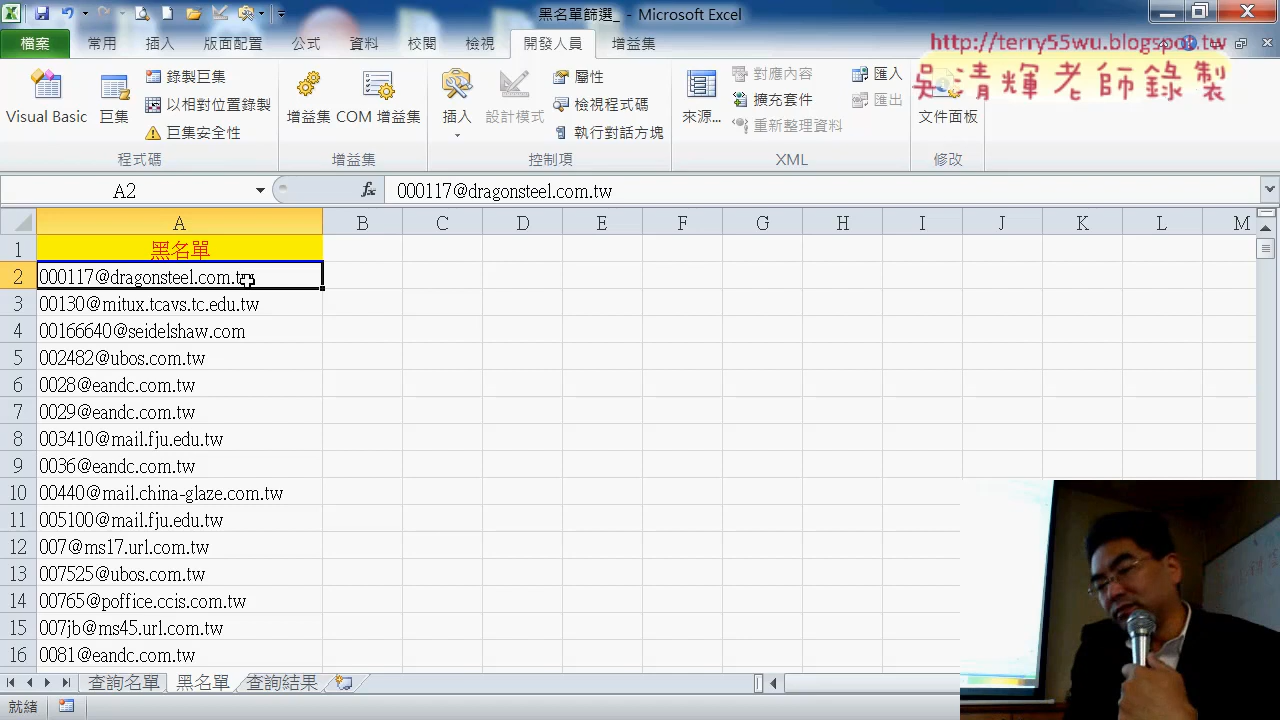 黑名單篩選_ - Microsoft Excel
檔案 常用 插入 版面配置 公式 資料 校閱 檢視 開發人員 增益集
http://terry55wu.blogspot.tw
吳清輝老師錄製
Visual Basic 巨集 錄製巨集 以相對位置錄製 巨集安全性
增益集 COM 增益集
插入 設計模式 屬性 檢視程式碼 執行對話方塊
來源... 對應內容 擴充套件 重新整理資料 匯入 匯出
文件面板
程式碼 增益集 控制項 XML 修改
A2 fx 000117@dragonsteel.com.tw
A B C D E F G H I J K L M
1 黑名單
2 000117@dragonsteel.com.tw
3 00130@mitux.tcavs.tc.edu.tw
4 00166640@seidelshaw.com
5 002482@ubos.com.tw
6 0028@eandc.com.tw
7 0029@eandc.com.tw
8 003410@mail.fju.edu.tw
9 0036@eandc.com.tw
10 00440@mail.china-glaze.com.tw
11 005100@mail.fju.edu.tw
12 007@ms17.url.com.tw
13 007525@ubos.com.tw
14 00765@poffice.ccis.com.tw
15 007jb@ms45.url.com.tw
16 0081@eandc.com.tw
查詢名單 黑名單 查詢結果
就緒